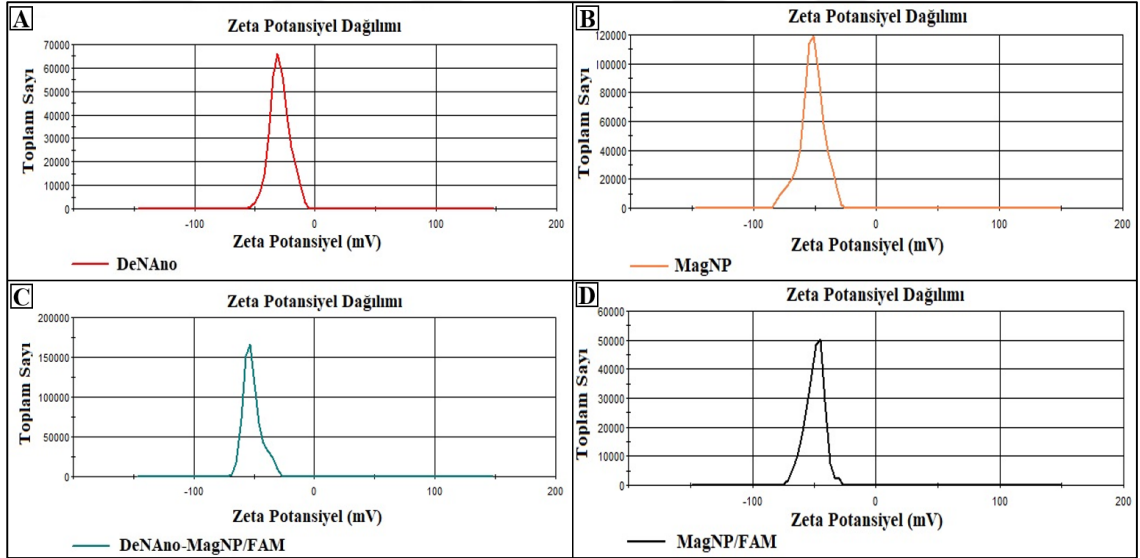 A
Zeta Potansiyel Dağılımı
Toplam Sayı
70000
60000
50000
40000
30000
20000
10000
0
-100 0 100 200
Zeta Potansiyel (mV)
DeNAno
B
Zeta Potansiyel Dağılımı
Toplam Sayı
120000
100000
80000
60000
40000
20000
0
-100 0 100 200
Zeta Potansiyel (mV)
MagNP
C
Zeta Potansiyel Dağılımı
Toplam Sayı
200000
150000
100000
50000
0
-100 0 100 200
Zeta Potansiyel (mV)
DeNAno-MagNP/FAM
D
Zeta Potansiyel Dağılımı
Toplam Sayı
60000
50000
40000
30000
20000
10000
0
-100 0 100 200
Zeta Potansiyel (mV)
MagNP/FAM